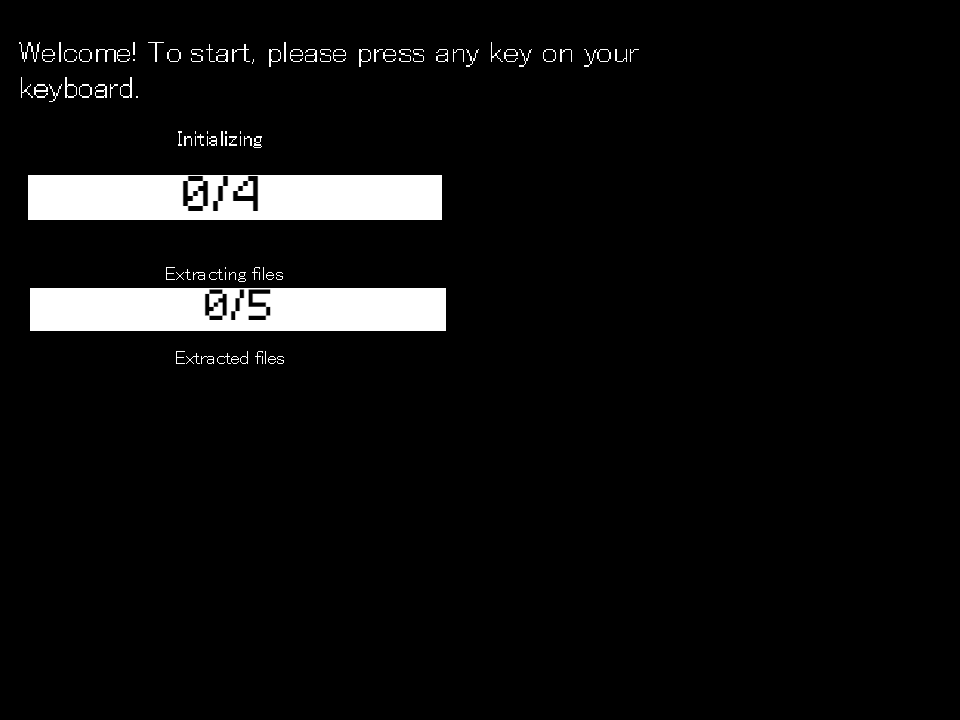 Welcome! To start, please press any key on your
keyboard.
Initializing
0/4
Extracting files
0/5
Extracted files